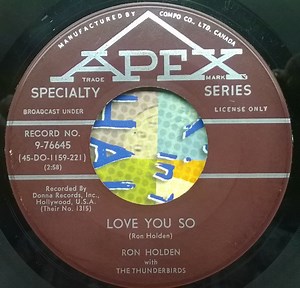 MANUFACTURED BY COMPO CO., LTD., CANADA
APEX
TRADE MARK
SPECIALTY SERIES
BROADCAST UNDER LICENSE ONLY
RECORD NO.
9-76645
(45-DO-1159-221)
(2:58)
Recorded By
Donna Records, Inc.,
Hollywood, U.S.A.
(Their No. 1315)
LOVE YOU SO
(Ron Holden)
RON HOLDEN
with
THE THUNDERBIRDS